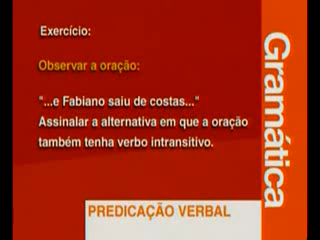 Exercício:
Observar a oração:
"...e Fabiano saiu de costas..."
Assinalar a alternativa em que a oração
também tenha verbo intransitivo.
PREDICAÇÃO VERBAL
Gramática